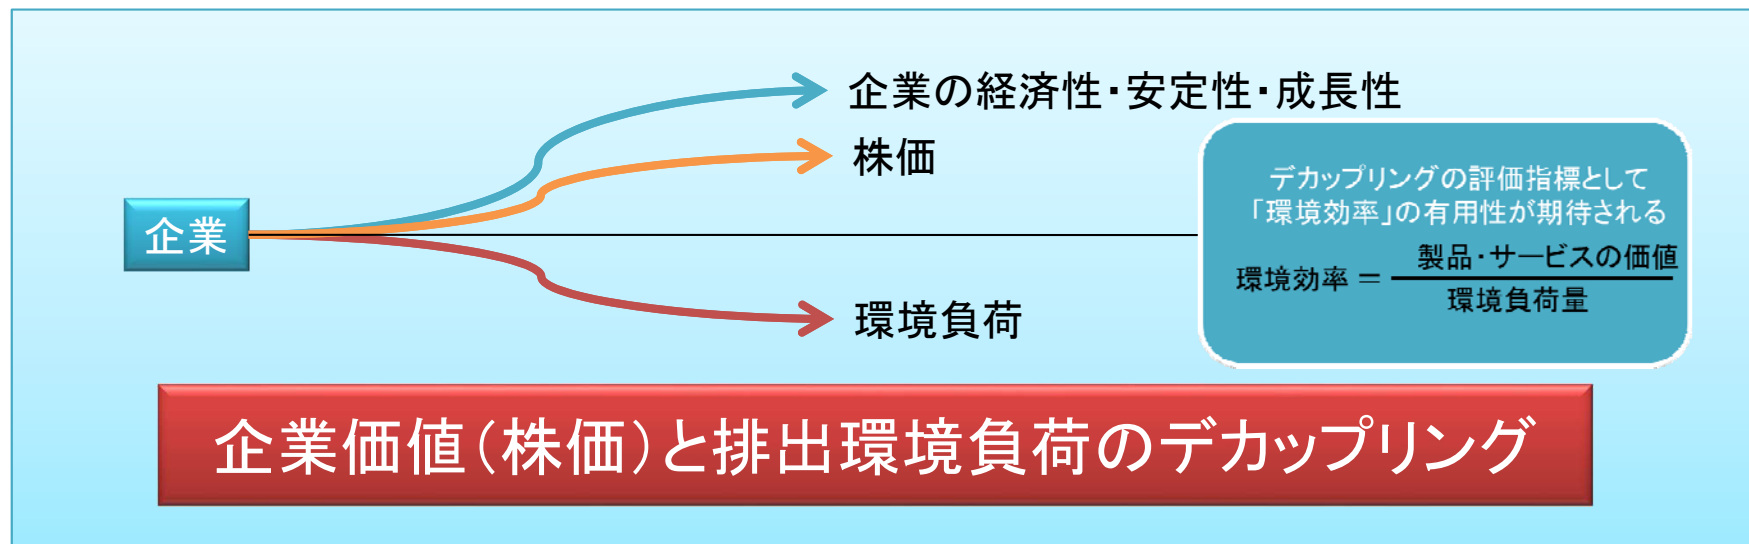 企業の経済性・安定性・成長性
株価
企業
環境負荷
デカップリングの評価指標として
「環境効率」の有用性が期待される
環境効率 = 製品・サービスの価値
環境負荷量
企業価値(株価)と排出環境負荷のデカップリング